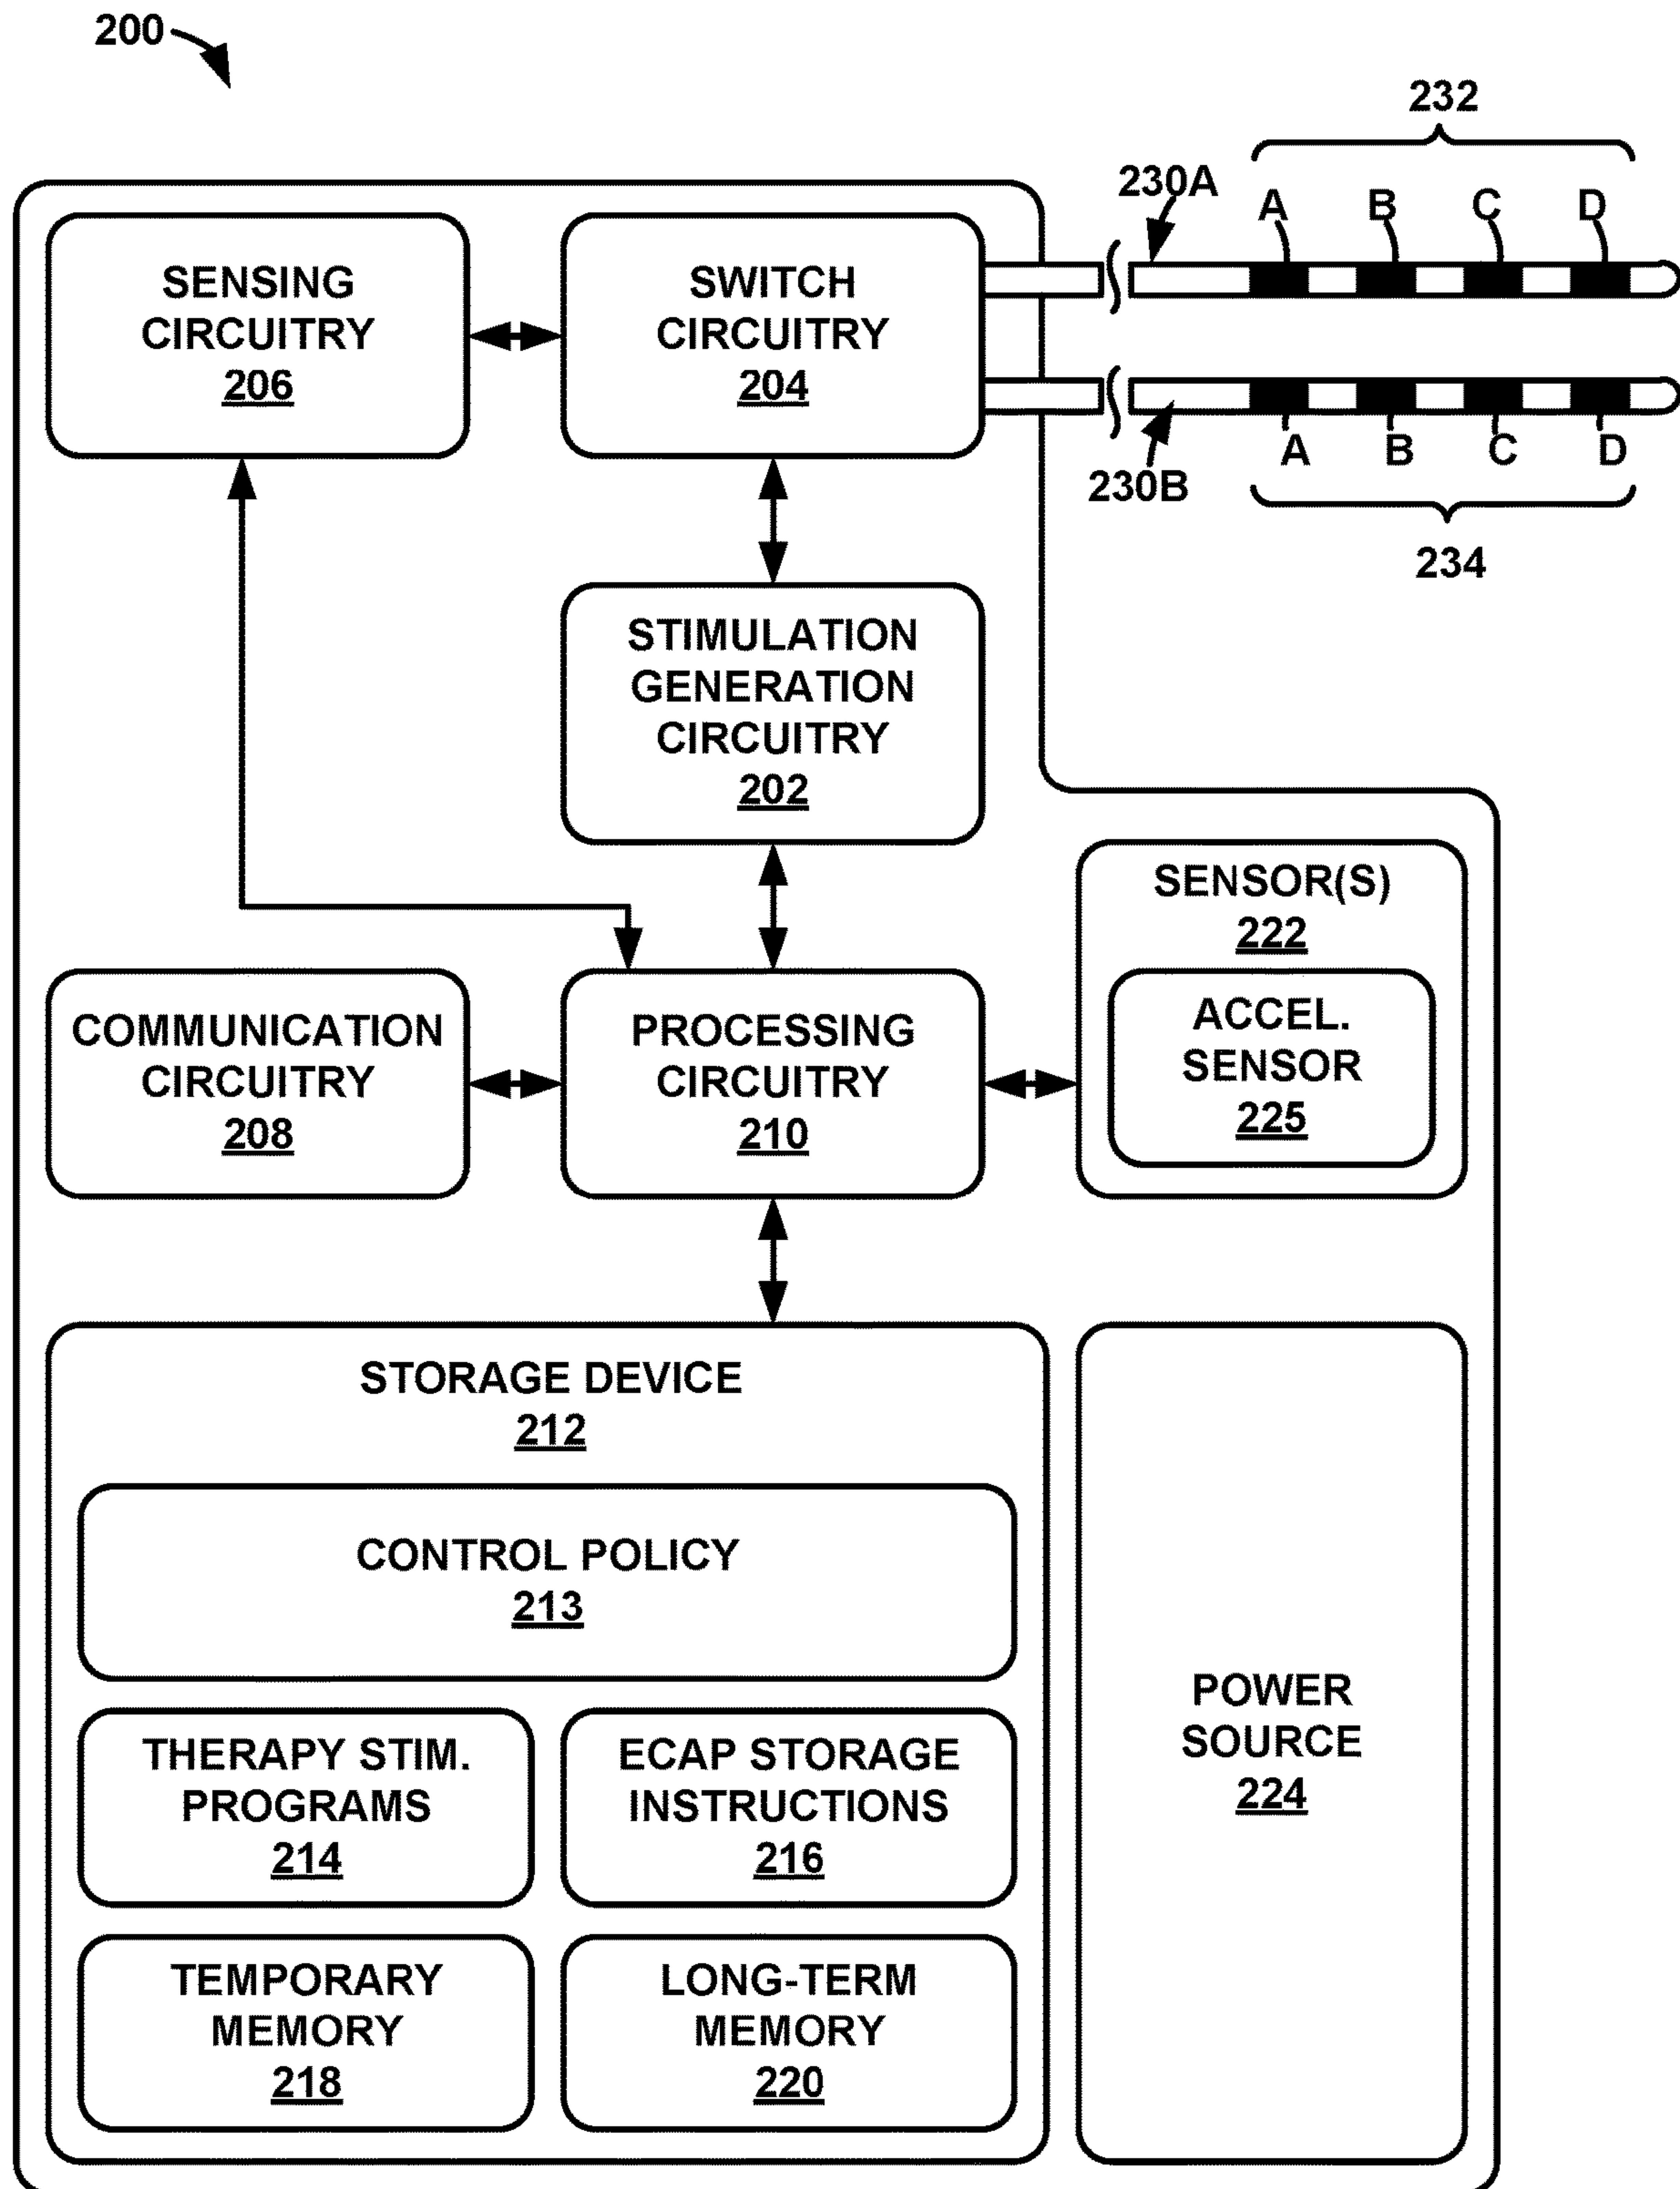 200
232
230A
A B C D
SENSING
CIRCUITRY
206
SWITCH
CIRCUITRY
204
A B C D
230B
234
STIMULATION
GENERATION
CIRCUITRY
202
SENSOR(S)
222
ACCEL.
SENSOR
225
COMMUNICATION
CIRCUITRY
208
PROCESSING
CIRCUITRY
210
STORAGE DEVICE
212
CONTROL POLICY
213
THERAPY STIM.
PROGRAMS
214
ECAP STORAGE
INSTRUCTIONS
216
TEMPORARY
MEMORY
218
LONG-TERM
MEMORY
220
POWER
SOURCE
224